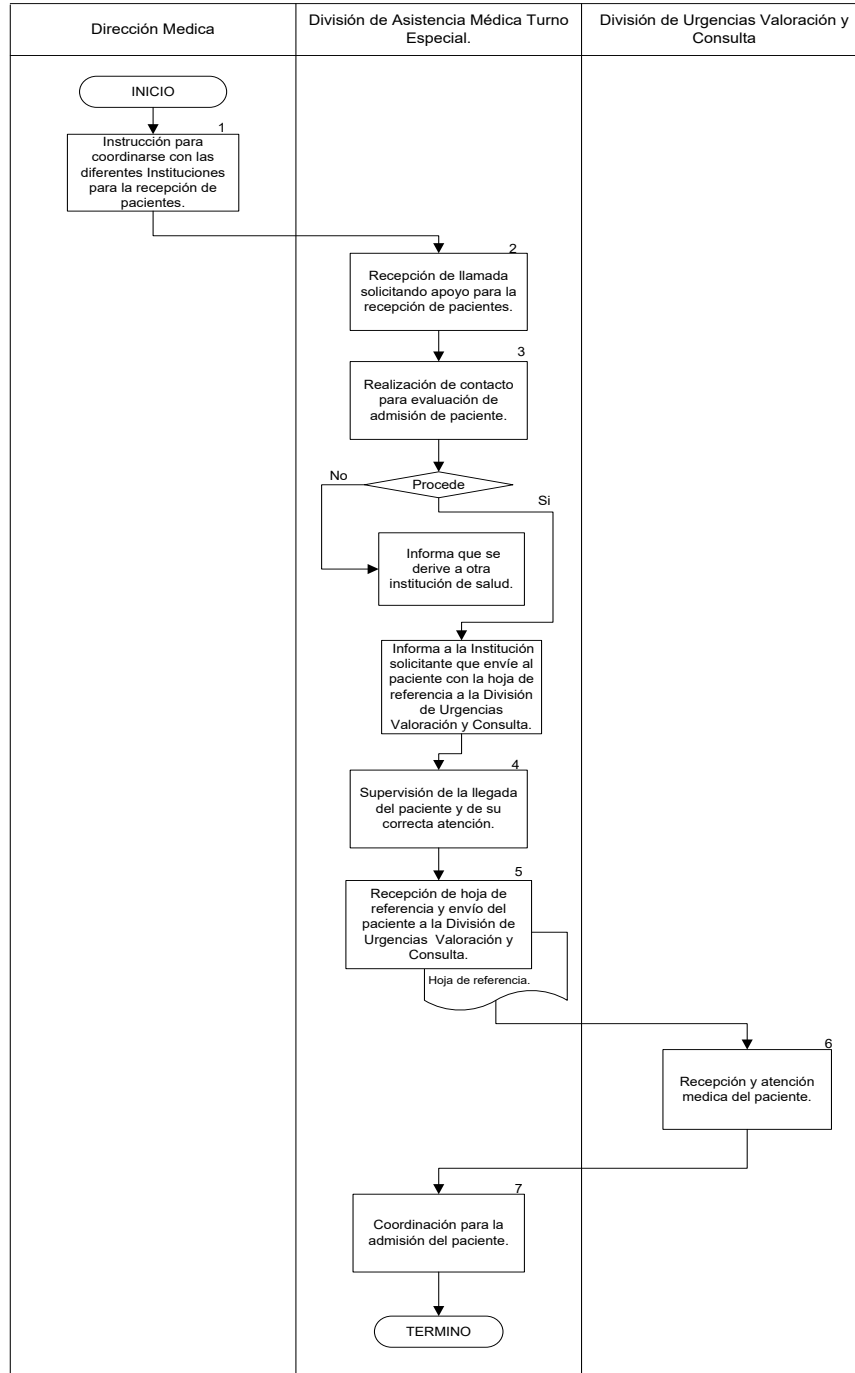 Dirección Medica
División de Asistencia Médica Turno
Especial.
División de Urgencias Valoración y
Consulta
INICIO
1
Instrucción para
coordinarse con las
diferentes Instituciones
para la recepción de
pacientes.
2
Recepción de llamada
solicitando apoyo para la
recepción de pacientes.
3
Realización de contacto
para evaluación de
admisión de paciente.
No
Procede
Si
Informa que se
derive a otra
institución de salud.
Informa a la Institución
solicitante que envíe al
paciente con la hoja de
referencia a la División
de Urgencias
Valoración y Consulta.
4
Supervisión de la llegada
del paciente y de su
correcta atención.
5
Recepción de hoja de
referencia y envío del
paciente a la División de
Urgencias Valoración y
Consulta.
Hoja de referencia.
6
Recepción y atención
medica del paciente.
7
Coordinación para la
admisión del paciente.
TERMINO